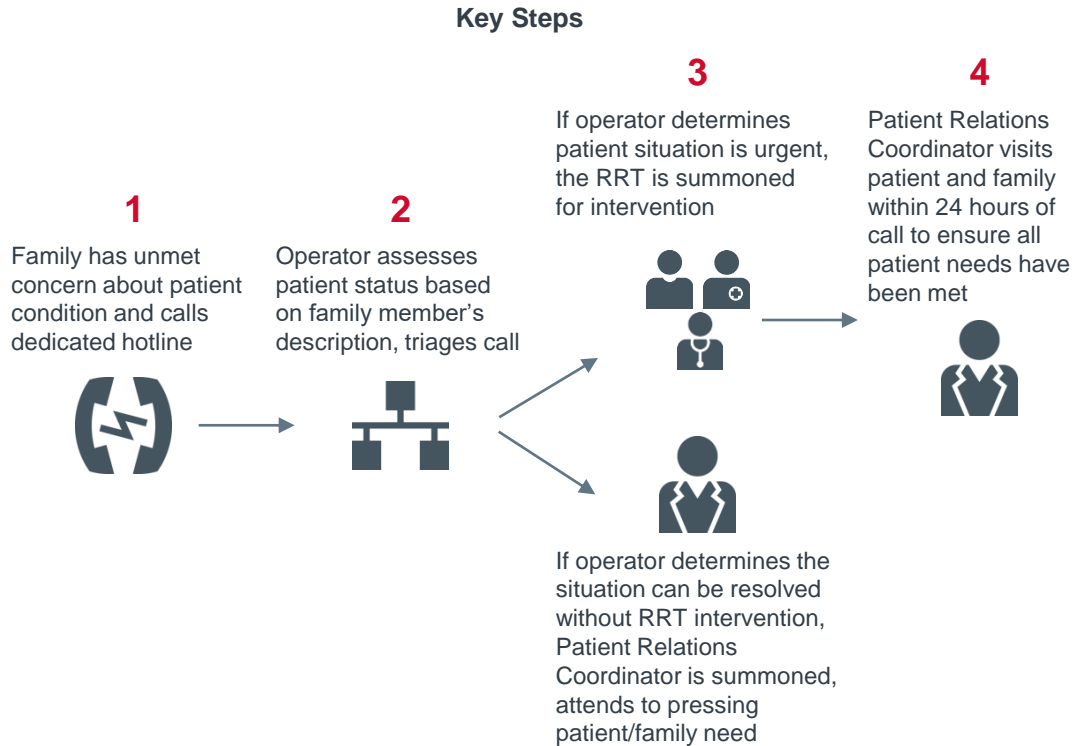 Key Steps
1
Family has unmet
concern about patient
condition and calls
dedicated hotline
2
Operator assesses
patient status based
on family member’s
description, triages call
3
If operator determines
patient situation is urgent,
the RRT is summoned
for intervention
If operator determines the
situation can be resolved
without RRT intervention,
Patient Relations
Coordinator is summoned,
attends to pressing
patient/family need
4
Patient Relations
Coordinator visits
patient and family
within 24 hours of
call to ensure all
patient needs have
been met